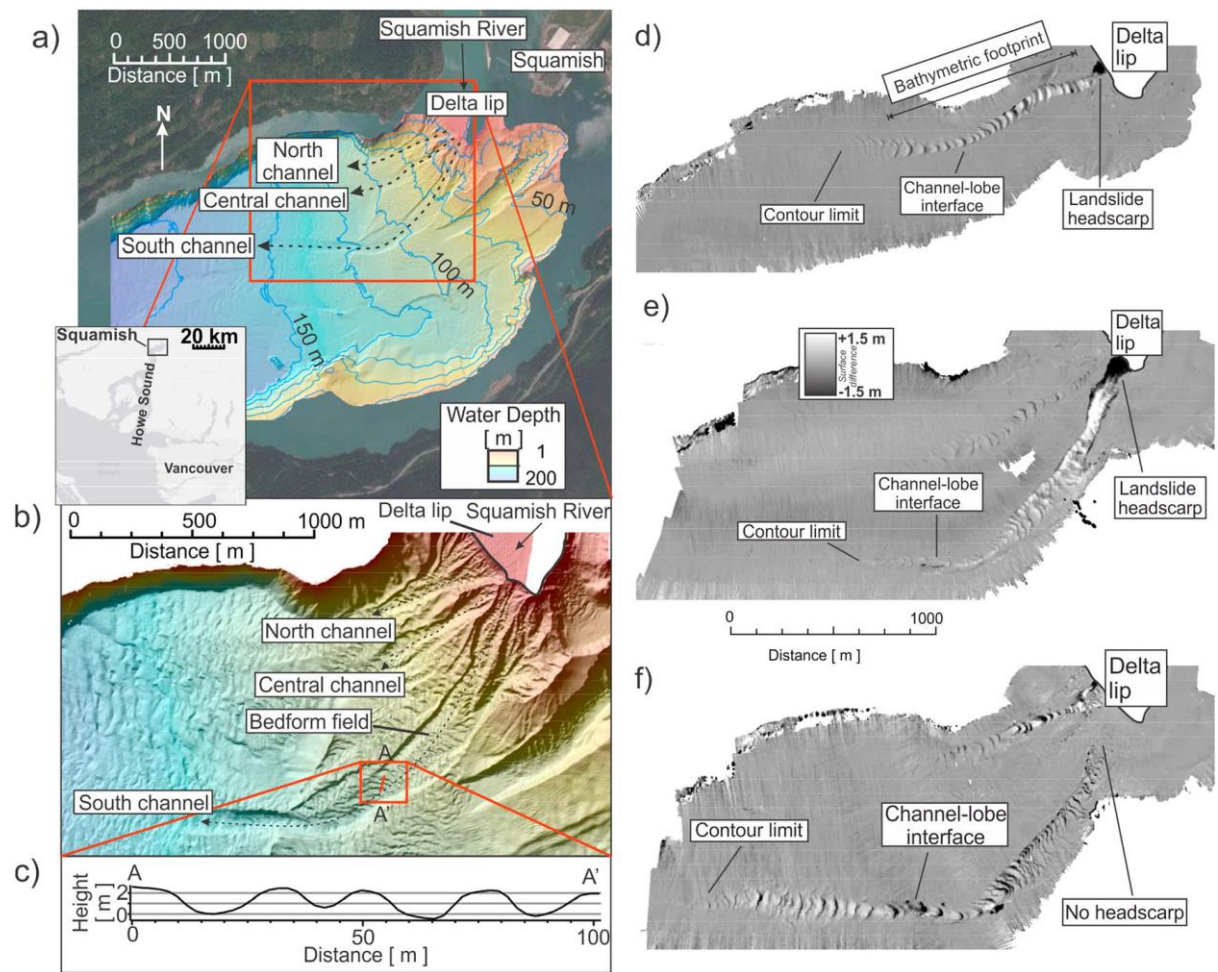 a)
0 500 1000
Distance [ m ]
N
Squamish River
Squamish
Delta lip
North
channel
Central channel
South channel
50 m
100 m
150 m
Squamish
20 km
Howe Sound
Vancouver
Water Depth
[ m ]
1
200
b)
0 500 1000 m
Distance [ m ]
Delta lip
Squamish River
North channel
Central channel
Bedform field
A
A'
South channel
c)
A
A'
Height
[ m ]
2
0
0 50 100
Distance [ m ]
d)
Bathymetric footprint
Delta
lip
Channel-lobe
interface
Contour limit
Landslide
headscarp
e)
+1.5 m
Surface
difference
-1.5 m
Delta
lip
Channel-lobe
interface
Contour limit
Landslide
headscarp
0 1000
Distance [ m ]
f)
Delta
lip
Contour limit
Channel-lobe
interface
No headscarp